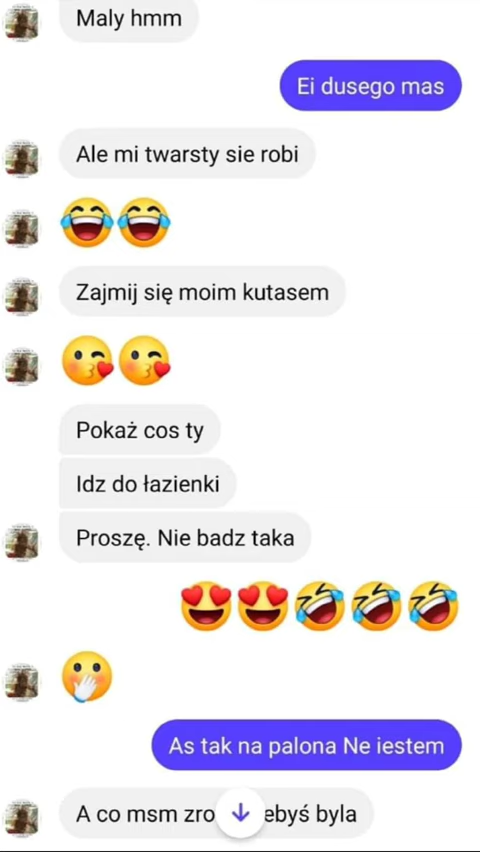 Maly hmm
Ei dusego mas
Ale mi twarsty sie robi
Zajmij się moim kutasem
Pokaż cos ty
Idz do łazienki
Proszę. Nie badz taka
As tak na palona Ne iestem
A co msm zro ebyś byla